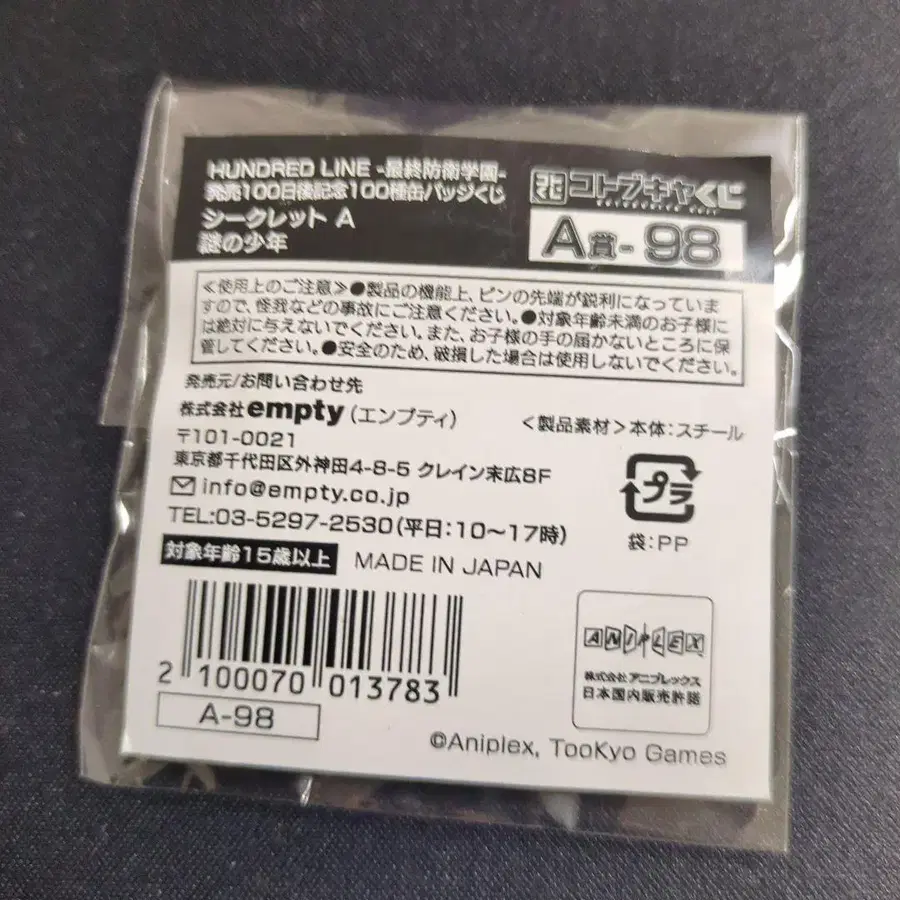 HUNDRED LINE -最終防衛学園-
発売100日後記念100種缶バッジくじ
シークレット A
謎の少年
コトブキヤくじ
A賞- 98
≪使用上のご注意≫●製品の機能上、ピンの先端が鋭利になっていま
すので、怪我などの事故にご注意ください。●対象年齢未満のお子様に
は絶対に与えないでください。また、お子様の手の届かないところに保
管してください。●安全のため、破損した場合は使用しないでください。
発売元/お問い合わせ先
株式会社empty(エンプティ)
<製品素材>本体:スチール
〒101-0021
東京都千代田区外神田4-8-5 クレイン末広8F
info@empty.co.jp
TEL:03-5297-2530(平日:10〜17時)
プラ
袋:PP
対象年齢15歳以上 MADE IN JAPAN
2 100070 013783
A-98
ANIPLEX
株式会社アニプレックス
日本国内販売許諾
©Aniplex, TooKyo Games